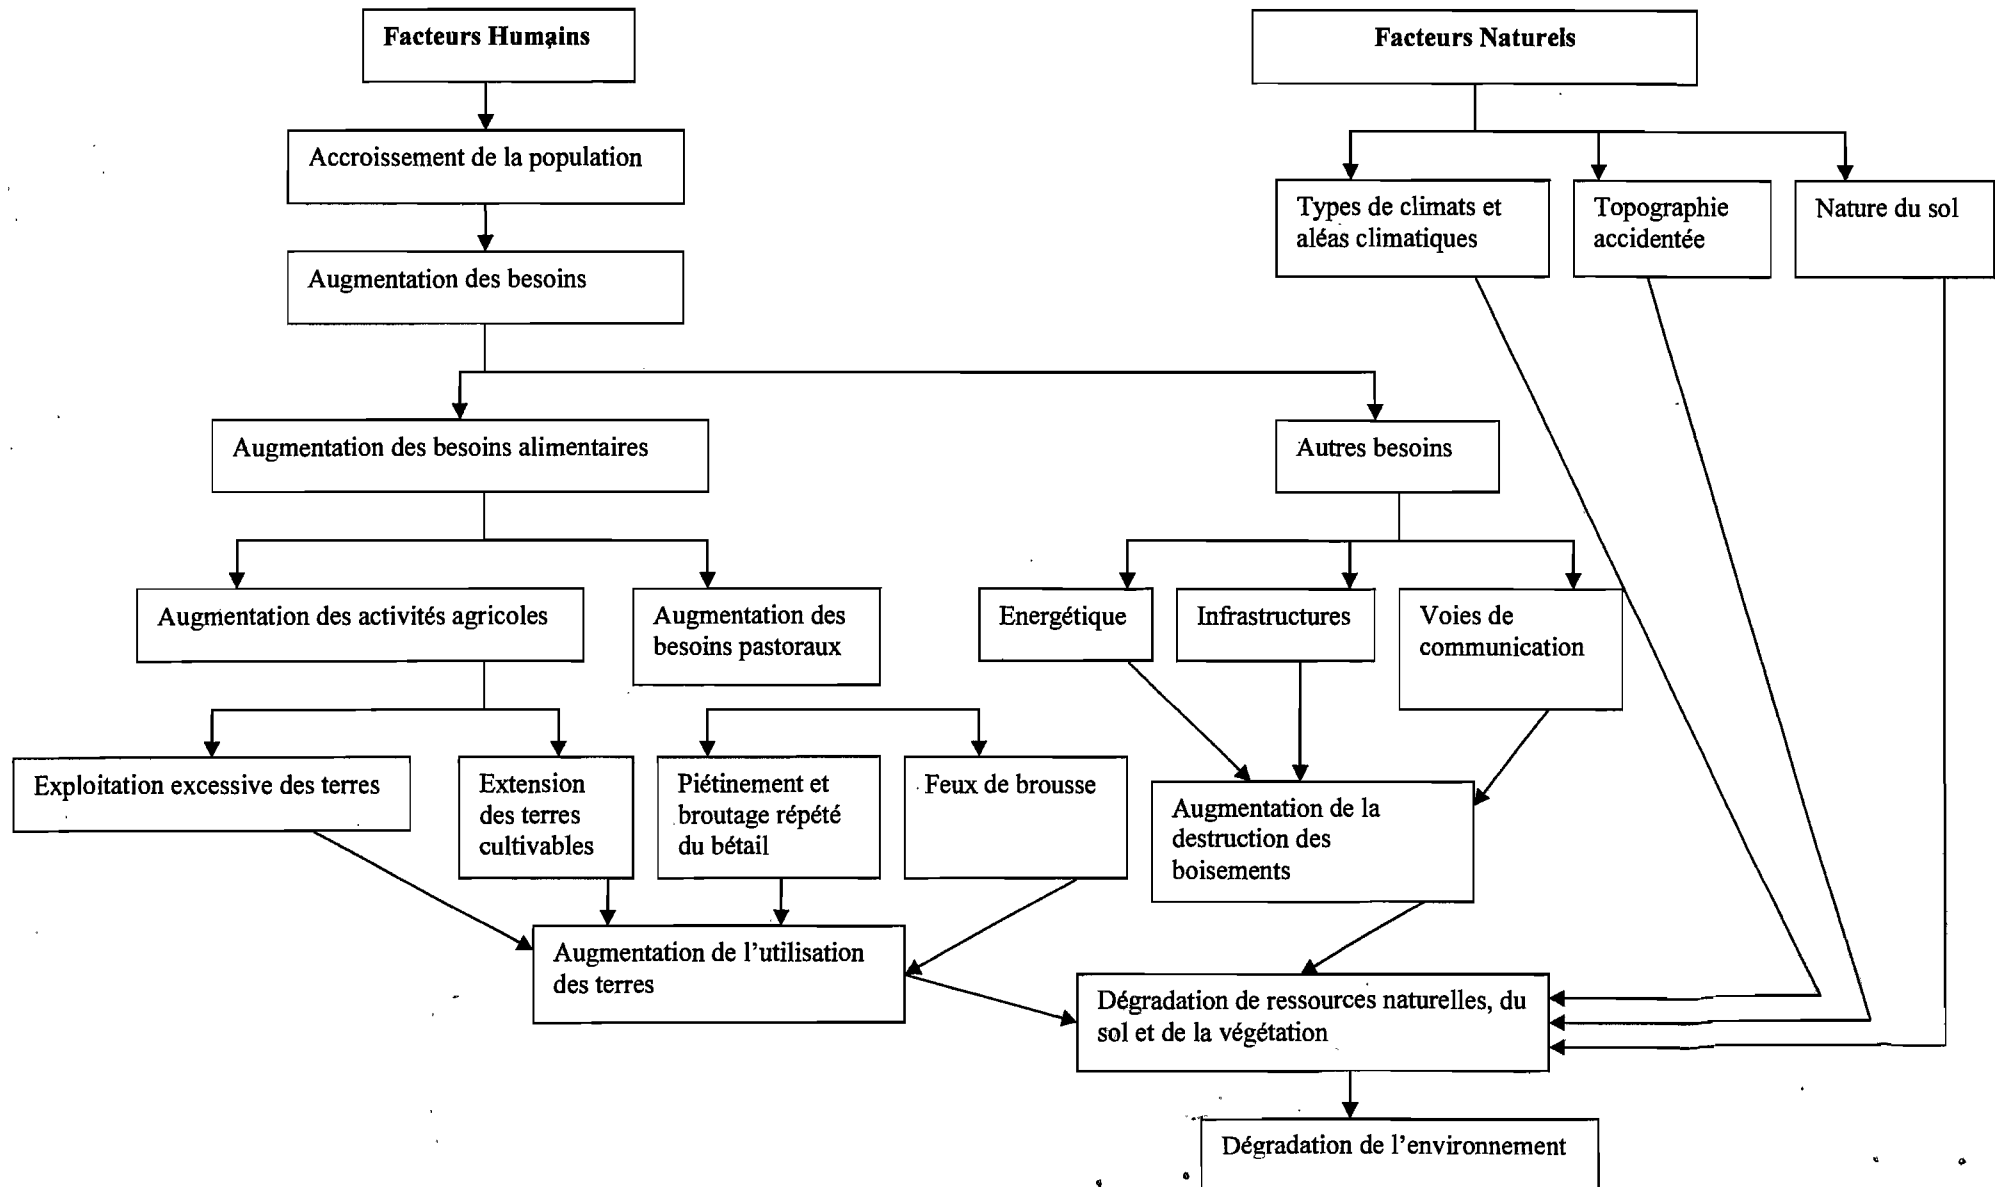 Facteurs Humains
Facteurs Naturels
Accroissement de la population
Types de climats et
aléas climatiques
Topographie
accidentée
Nature du sol
Augmentation des besoins
Augmentation des besoins alimentaires
Autres besoins
Augmentation des activités agricoles
Augmentation des
besoins pastoraux
Energétique
Infrastructures
Voies de
communication
Exploitation excessive des terres
Extension
des terres
cultivables
Piétinement et
broutage répété
du bétail
Feux de brousse
Augmentation de la
destruction des
boisements
Augmentation de l'utilisation
des terres
Dégradation de ressources naturelles, du
sol et de la végétation
Dégradation de l'environnement